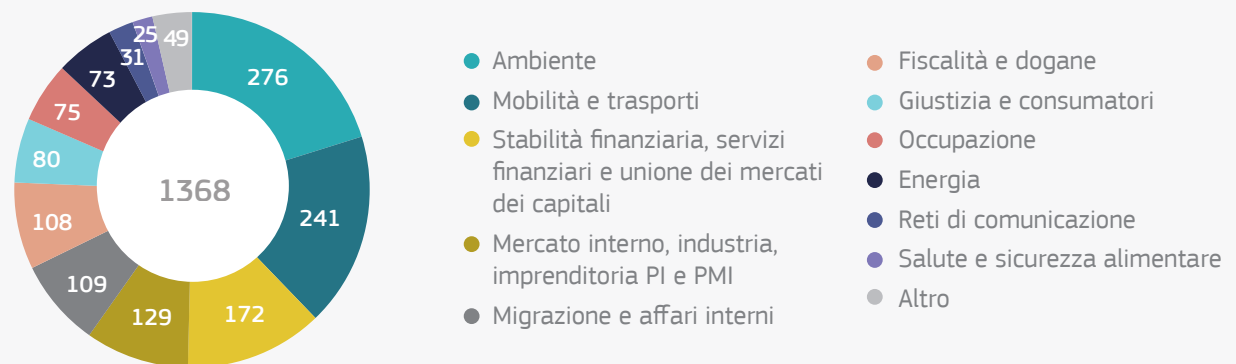 276
241
172
129
109
108
80
75
73
31
25
49
1368
Ambiente
Mobilità e trasporti
Stabilità finanziaria, servizi
finanziari e unione dei mercati
dei capitali
Mercato interno, industria,
imprenditoria PI e PMI
Migrazione e affari interni
Fiscalità e dogane
Giustizia e consumatori
Occupazione
Energia
Reti di comunicazione
Salute e sicurezza alimentare
Altro